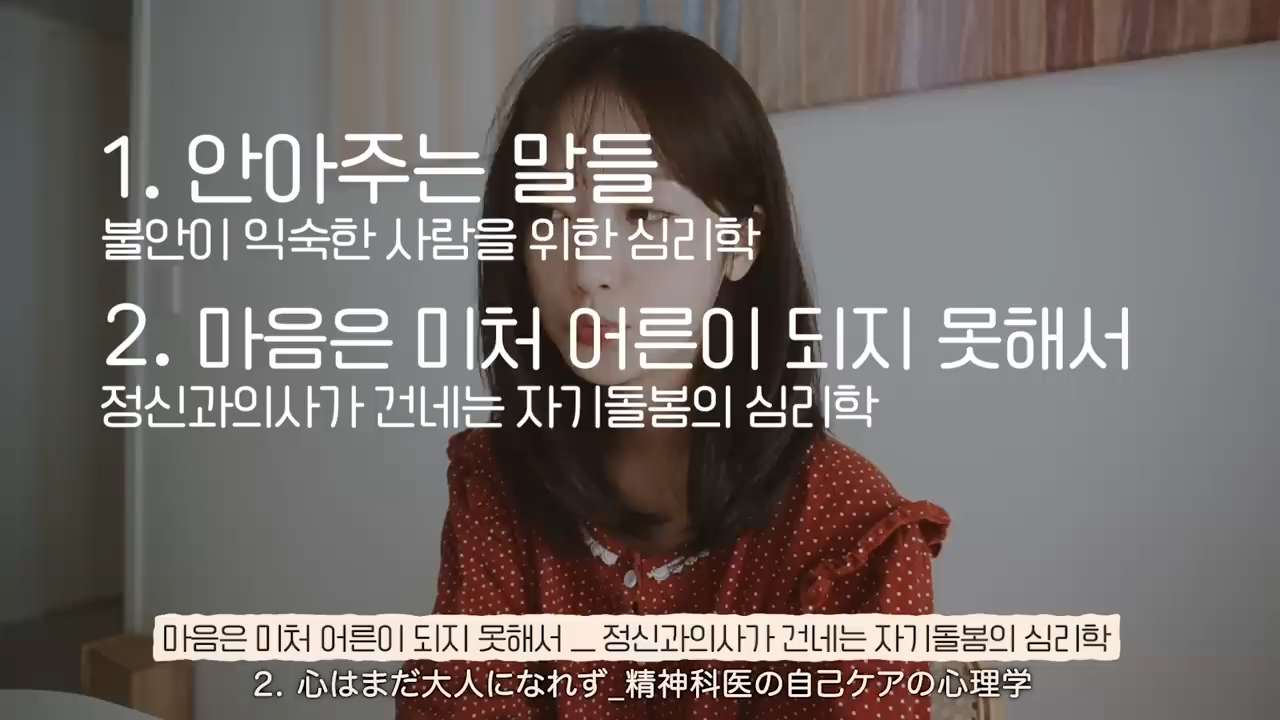 1. 안아주는 말들
불안이 익숙한 사람을 위한 심리학
2. 마음은 미처 어른이 되지 못해서
정신과의사가 건네는 자기돌봄의 심리학
마음은 미처 어른이 되지 못해서 _ 정신과의사가 건네는 자기돌봄의 심리학
2. 心はまだ大人になれず_精神科医の自己ケアの心理学